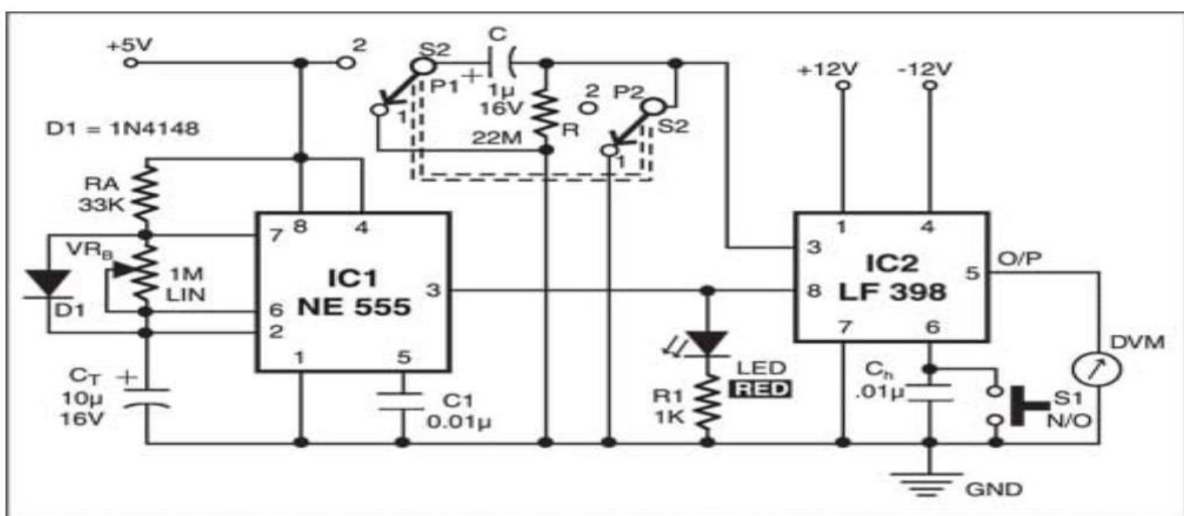 +5V
2
S2
C
P1
+
1µ
16V
1
22M
R
2
P2
S2
1
+12V
-12V
D1 = 1N4148
RA
33K
VRB
1M
LIN
D1
CT
+
10µ
16V
7
8
4
IC1
NE 555
3
6
2
1
5
C1
0.01µ
LED
RED
R1
1K
1
4
3
IC2
LF 398
8
5
7
6
O/P
DVM
Ch
.01µ
S1
N/O
GND